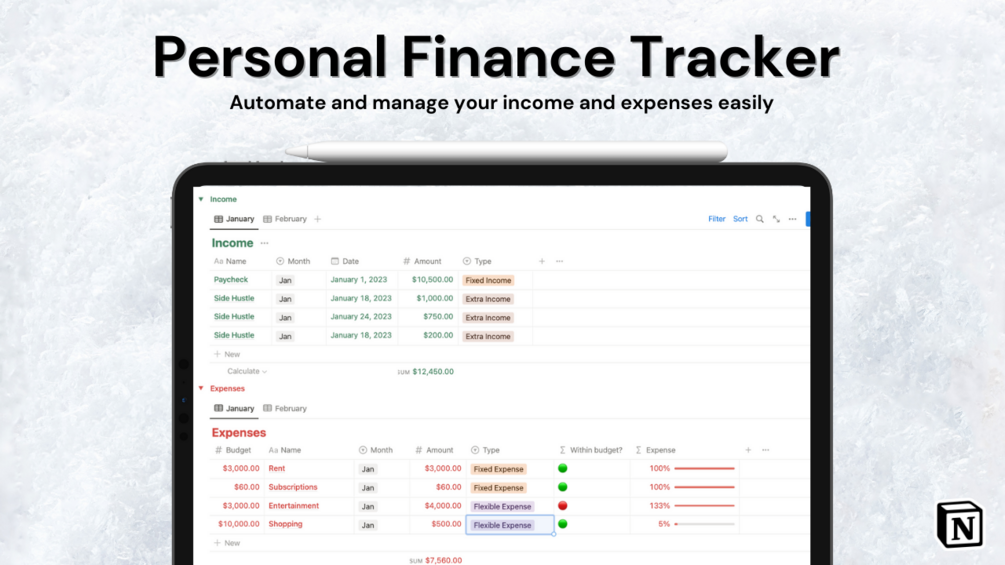 Personal Finance Tracker
Automate and manage your income and expenses easily
Income
January February
Filter Sort
Income
Aa Name Month Date # Amount Type
Paycheck Jan January 1, 2023 $10,500.00 Fixed Income
Side Hustle Jan January 18, 2023 $1,000.00 Extra Income
Side Hustle Jan January 24, 2023 $750.00 Extra Income
Side Hustle Jan January 18, 2023 $200.00 Extra Income
+ New
Calculate SUM $12,450.00
Expenses
January February
Expenses
# Budget Aa Name Month # Amount Type Σ Within budget? Σ Expense
$3,000.00 Rent Jan $3,000.00 Fixed Expense 100%
$60.00 Subscriptions Jan $60.00 Fixed Expense 100%
$3,000.00 Entertainment Jan $4,000.00 Flexible Expense 133%
$10,000.00 Shopping Jan $500.00 Flexible Expense 5%
+ New
SUM $7,560.00
N